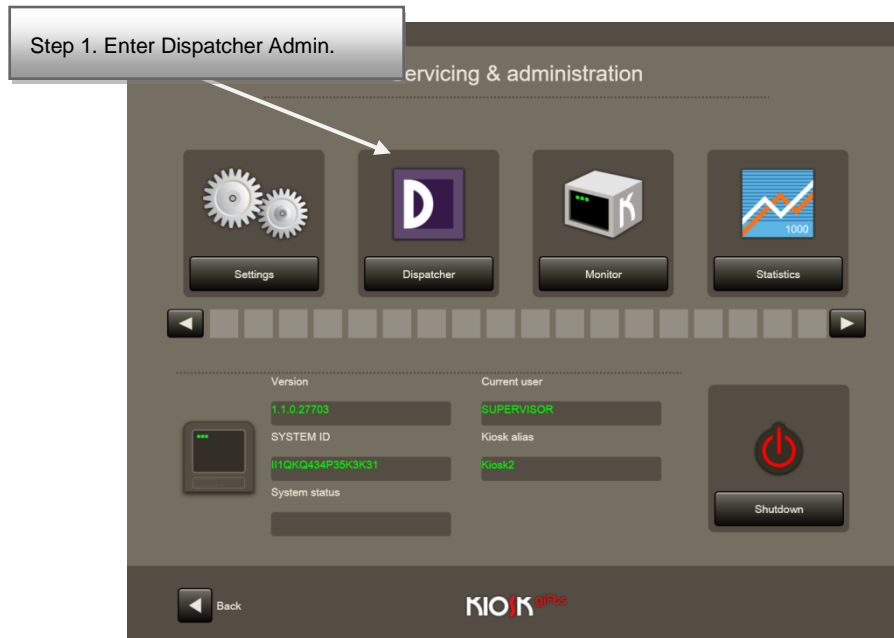 Step 1. Enter Dispatcher Admin.
ervicing & administration
D
K
1000
Settings
Dispatcher
Monitor
Statistics
Version
Current user
1.1.0.27703
SUPERVISOR
SYSTEM ID
Kiosk alias
II1QKQ434P35K3K31
Kiosk2
System status
Shutdown
Back
KIOSK gifts